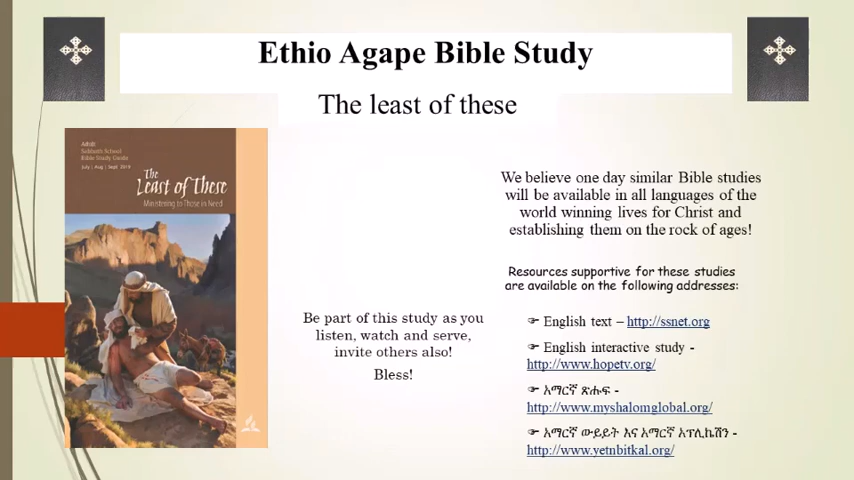 Ethio Agape Bible Study
The least of these
Adult
Sabbath School
Bible Study Guide
July | Aug | Sept 2019
The
Least of These
Ministering to Those in Need
We believe one day similar Bible studies
will be available in all languages of the
world winning lives for Christ and
establishing them on the rock of ages!
Resources supportive for these studies
are available on the following addresses:
Be part of this study as you
listen, watch and serve,
invite others also!
Bless!
☞ English text – http://ssnet.org
☞ English interactive study -
http://www.hopetv.org/
☞ አማርኛ ጽሑፍ -
http://www.myshalomglobal.org/
☞ አማርኛ ውይይት እና አማርኛ አፕሊኬሽን -
http://www.yetnbitkal.org/